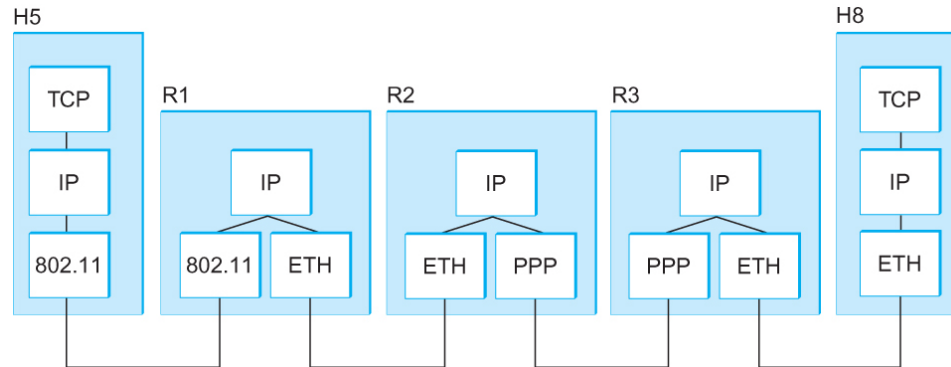 H5
H8
R1
R2
R3
TCP
TCP
IP
IP
IP
IP
IP
802.11
802.11
ETH
ETH
PPP
PPP
ETH
ETH